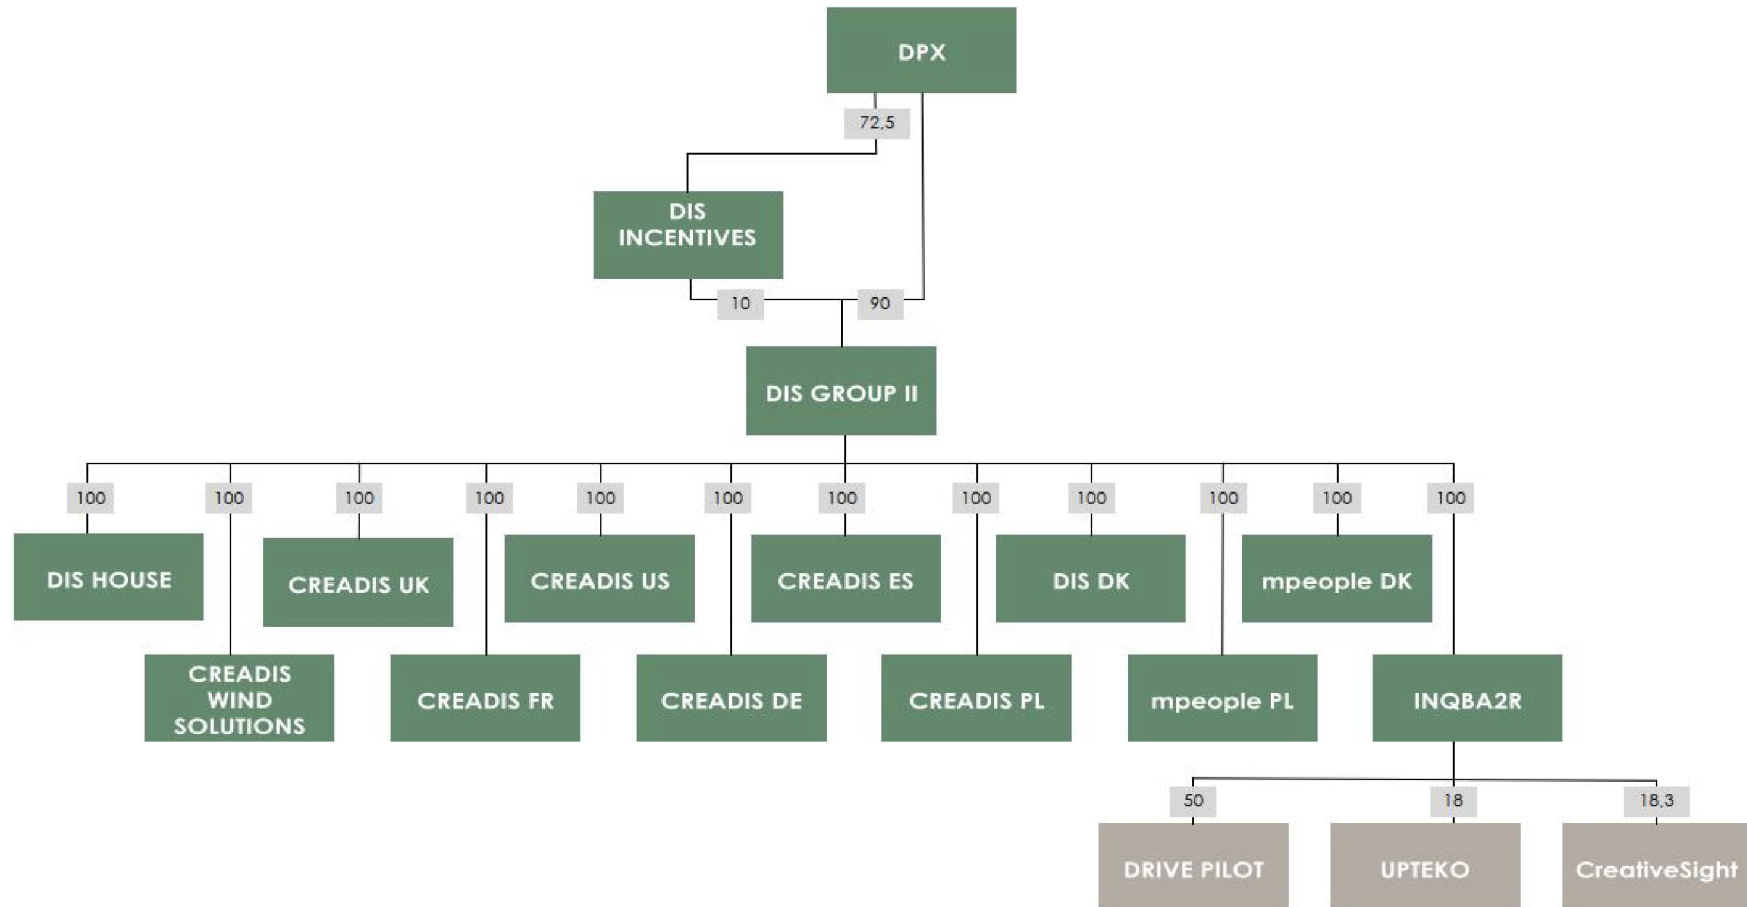 DPX
72,5
DIS
INCENTIVES
10
90
DIS GROUP II
100
100
100
100
100
100
100
100
100
100
100
100
DIS HOUSE
CREADIS UK
CREADIS US
CREADIS ES
DIS DK
mpeople DK
CREADIS
WIND
SOLUTIONS
CREADIS FR
CREADIS DE
CREADIS PL
mpeople PL
INQBA2R
50
18
18,3
DRIVE PILOT
UPTEKO
CreativeSight